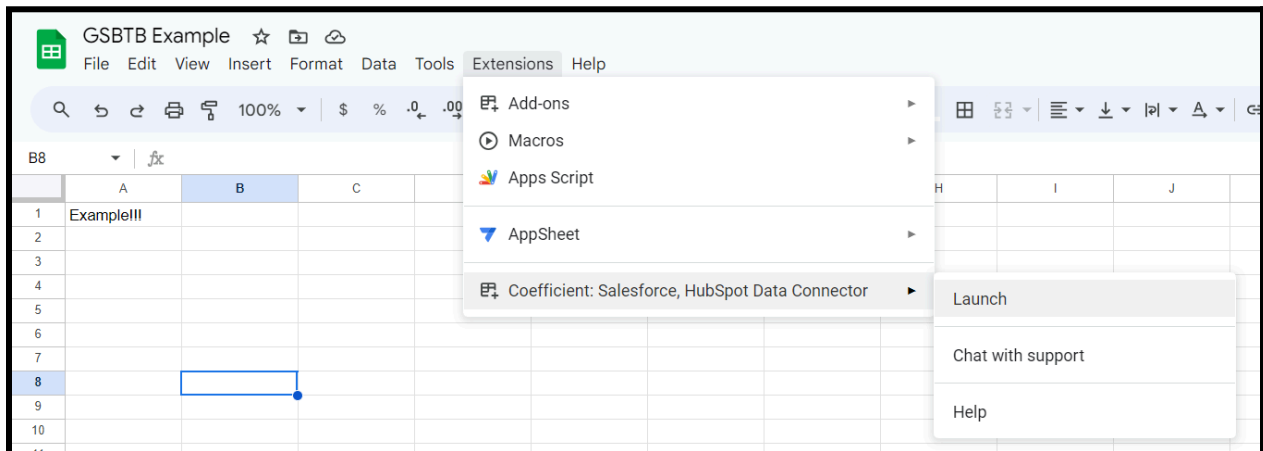 GSBTB Example
File Edit View Insert Format Data Tools Extensions Help
100% $ % .0 .00
Add-ons
Macros
Apps Script
AppSheet
Coefficient: Salesforce, HubSpot Data Connector
Launch
Chat with support
Help
B8 fx
A B C H I J
1 Example!!!
2
3
4
5
6
7
8
9
10